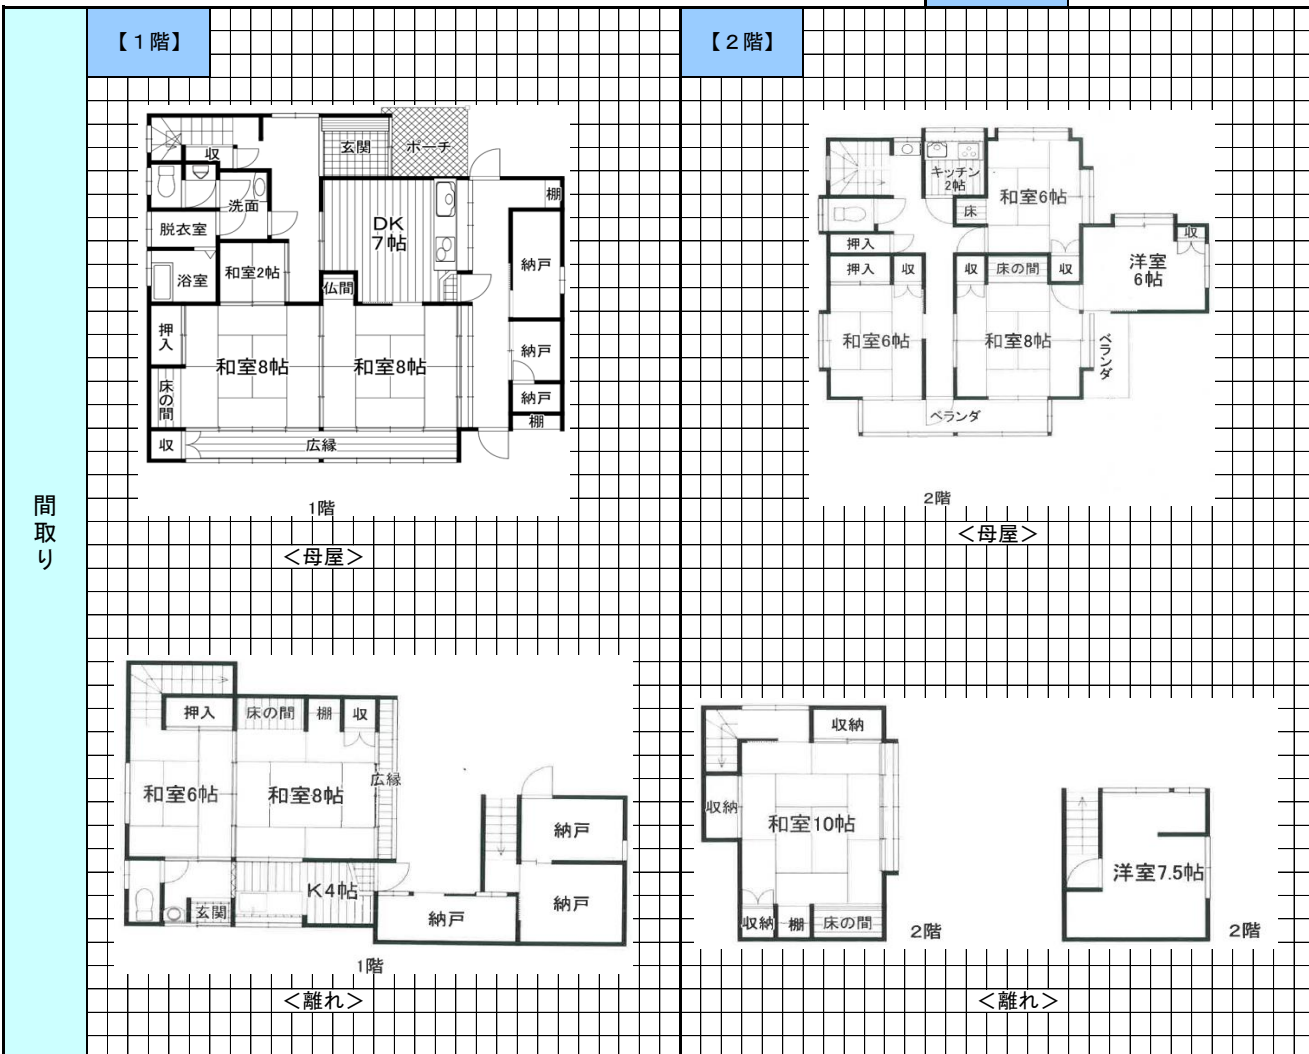 【１階】
【２階】
間取り
収
玄関
ポーチ
洗面
脱衣室
浴室
和室2帖
DK
7帖
棚
納戸
仏間
押入
和室8帖
和室8帖
納戸
床の間
納戸
棚
収
広縁
1階
＜母屋＞
キッチン
2帖
和室6帖
床
押入
押入
収
収
床の間
収
収
洋室
6帖
和室6帖
和室8帖
ベランダ
ベランダ
2階
＜母屋＞
押入
床の間
棚
収
広縁
和室6帖
和室8帖
納戸
K4帖
玄関
納戸
納戸
1階
＜離れ＞
収納
収納
和室10帖
収納
棚
床の間
2階
洋室7.5帖
2階
＜離れ＞